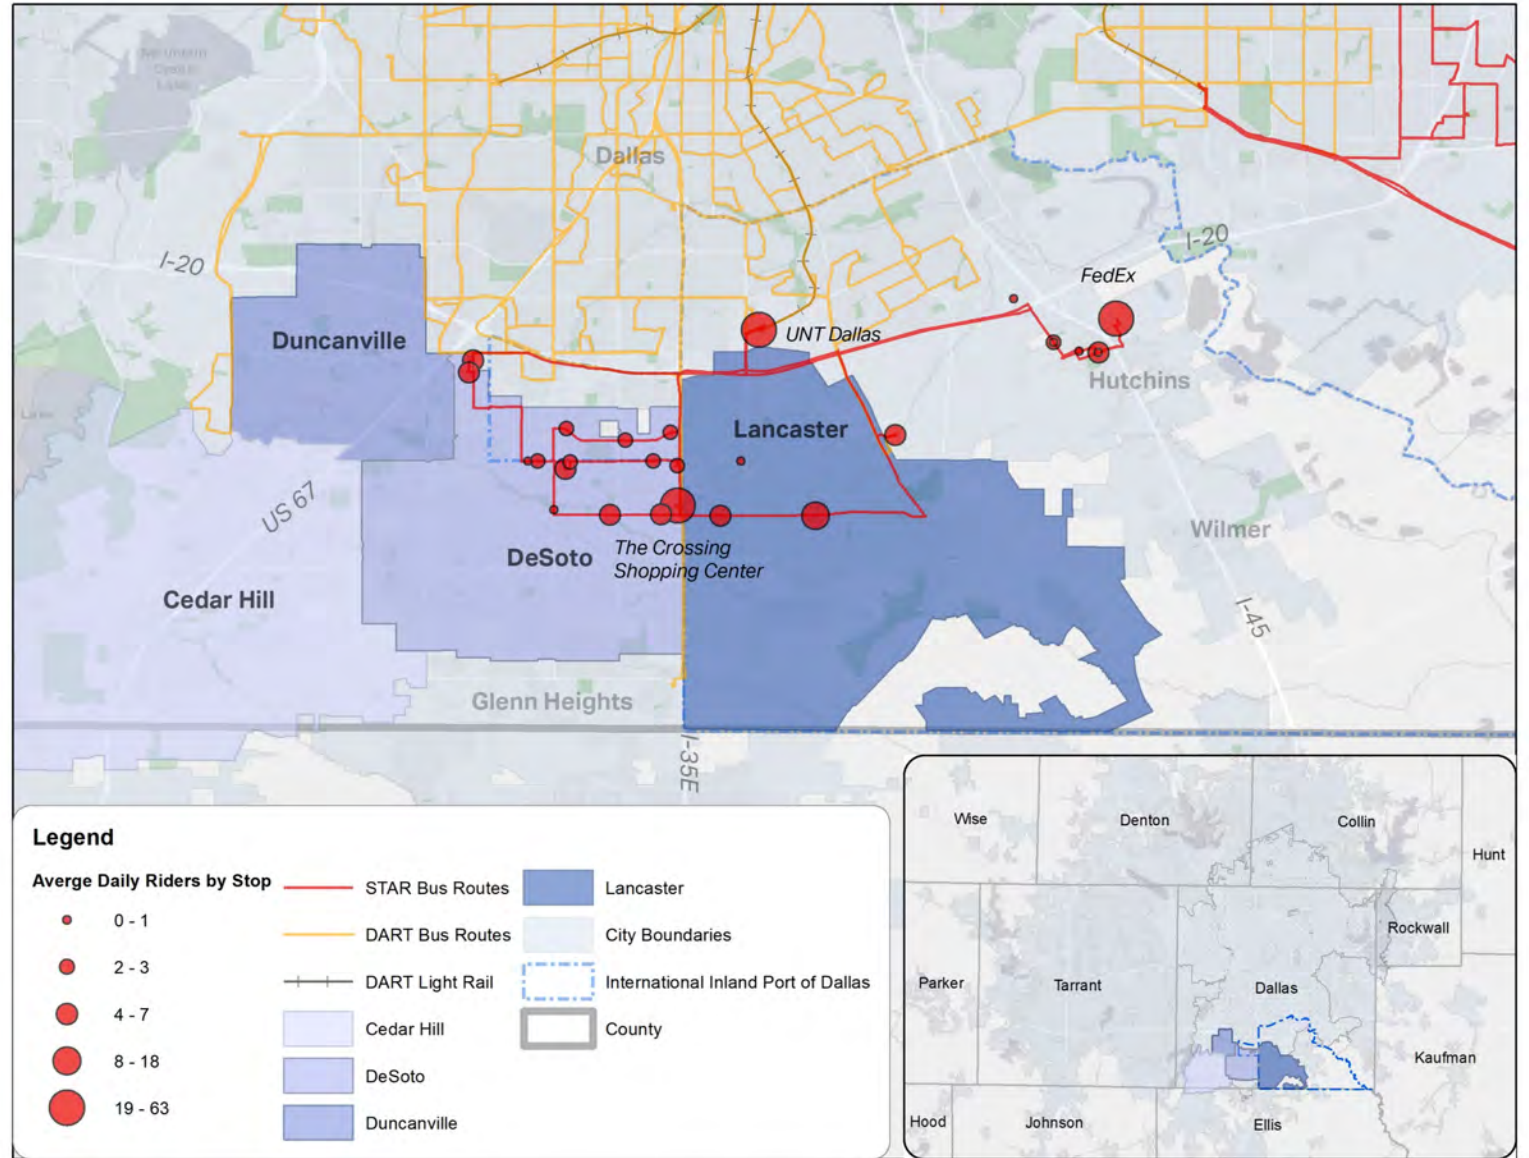 Dallas
I-20
I-20
FedEx
UNT Dallas
Duncanville
Hutchins
Lancaster
US 67
Wilmer
The Crossing
Shopping Center
DeSoto
Cedar Hill
I-45
Glenn Heights
I-35E
Legend
Averge Daily Riders by Stop
0 - 1
2 - 3
4 - 7
8 - 18
19 - 63
STAR Bus Routes
DART Bus Routes
DART Light Rail
Cedar Hill
DeSoto
Duncanville
Lancaster
City Boundaries
International Inland Port of Dallas
County
Wise
Denton
Collin
Hunt
Rockwall
Parker
Tarrant
Dallas
Kaufman
Hood
Johnson
Ellis